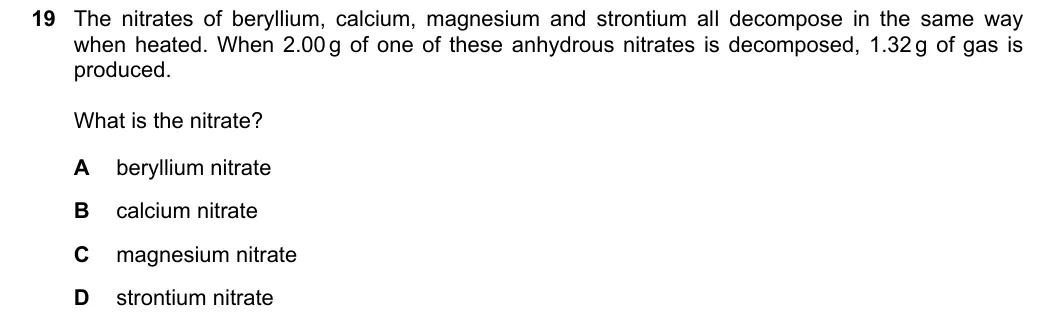 19 The nitrates of beryllium, calcium, magnesium and strontium all decompose in the same way
when heated. When 2.00 g of one of these anhydrous nitrates is decomposed, 1.32 g of gas is
produced.
What is the nitrate?
A beryllium nitrate
B calcium nitrate
C magnesium nitrate
D strontium nitrate